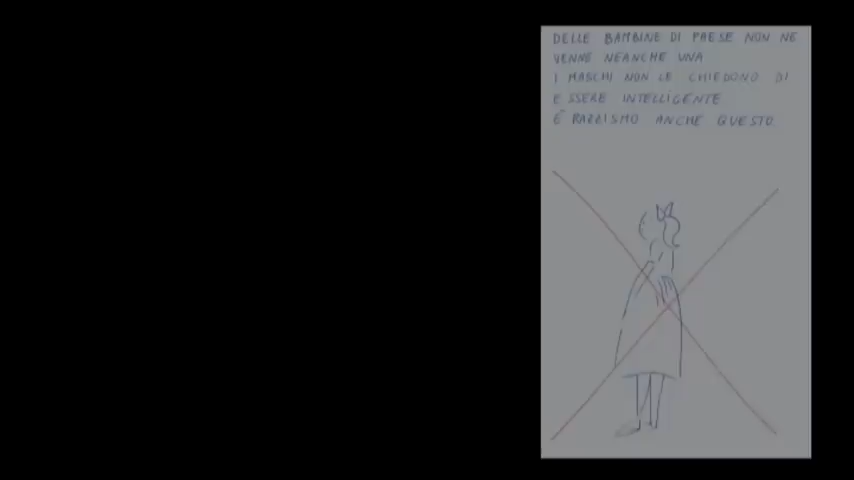 DELLE BAMBINE DI PAESE NON NE
VENNE NEANCHE UNA
I MASCHI NON LE CHIEDONO DI
ESSERE INTELLIGENTE
È RAZZISMO ANCHE QUESTO